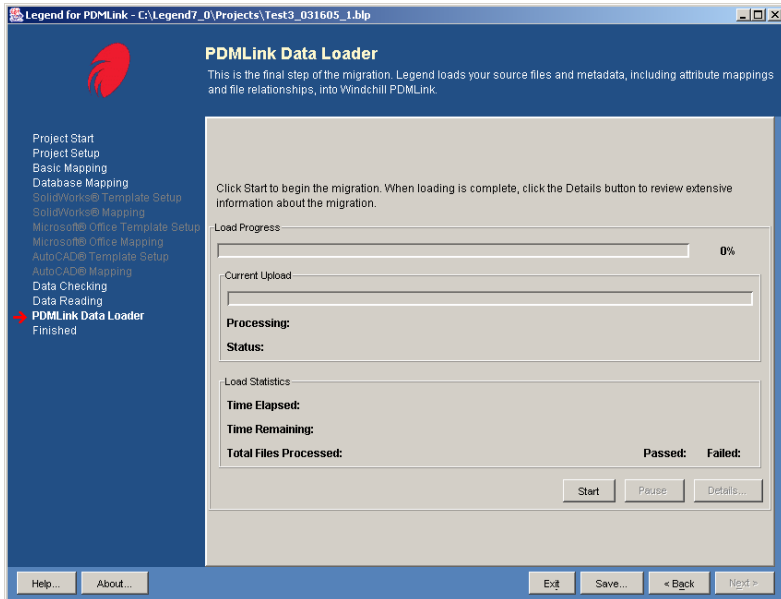 Legend for PDMLink - C:\Legend7_0\Projects\Test3_031605_1.blp
PDMLink Data Loader
This is the final step of the migration. Legend loads your source files and metadata, including attribute mappings
and file relationships, into Windchill PDMLink.
Project Start
Project Setup
Basic Mapping
Database Mapping
SolidWorks® Template Setup
SolidWorks® Mapping
Microsoft® Office Template Setup
Microsoft® Office Mapping
AutoCAD® Template Setup
AutoCAD® Mapping
Data Checking
Data Reading
PDMLink Data Loader
Finished
Click Start to begin the migration. When loading is complete, click the Details button to review extensive
information about the migration.
Load Progress
0%
Current Upload
Processing:
Status:
Load Statistics
Time Elapsed:
Time Remaining:
Total Files Processed: Passed: Failed:
Start Pause Details...
Help... About... Exit Save... < Back Next >